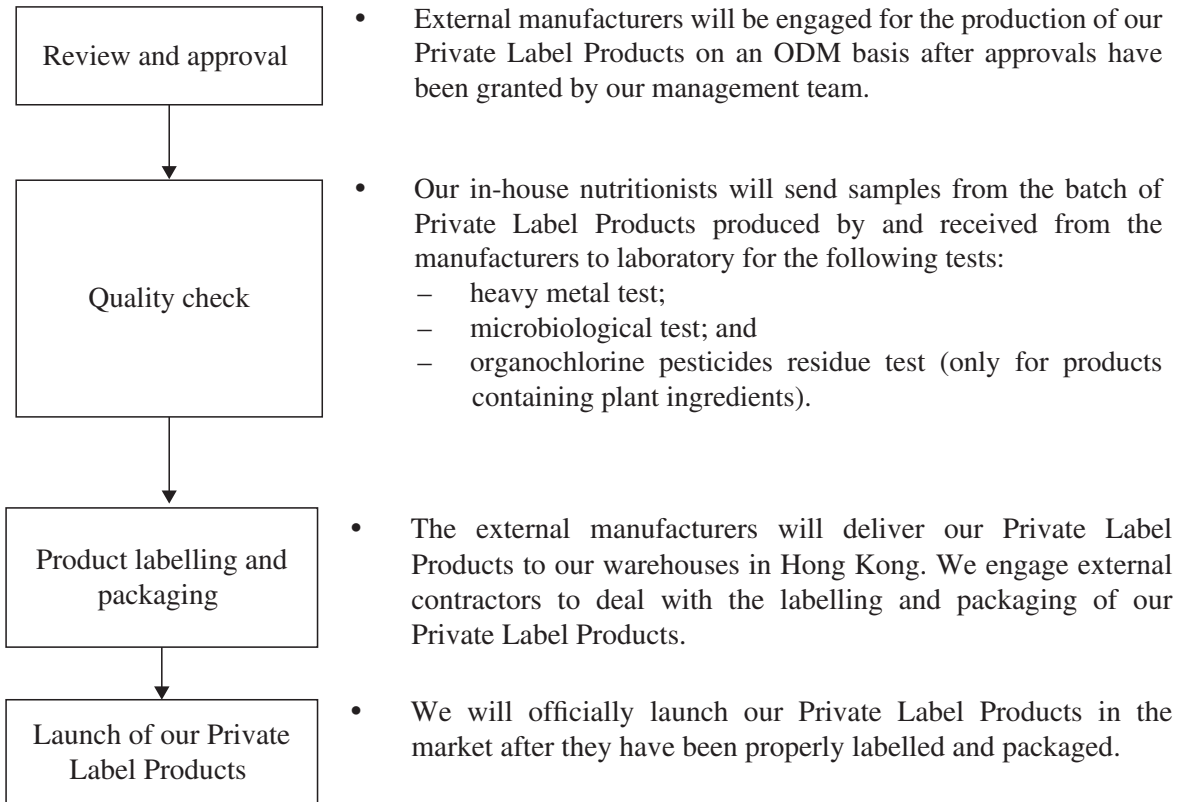 Review and approval
• External manufacturers will be engaged for the production of our
Private Label Products on an ODM basis after approvals have
been granted by our management team.
Quality check
• Our in-house nutritionists will send samples from the batch of
Private Label Products produced by and received from the
manufacturers to laboratory for the following tests:
– heavy metal test;
– microbiological test; and
– organochlorine pesticides residue test (only for products
containing plant ingredients).
Product labelling and
packaging
• The external manufacturers will deliver our Private Label
Products to our warehouses in Hong Kong. We engage external
contractors to deal with the labelling and packaging of our
Private Label Products.
Launch of our Private
Label Products
• We will officially launch our Private Label Products in the
market after they have been properly labelled and packaged.